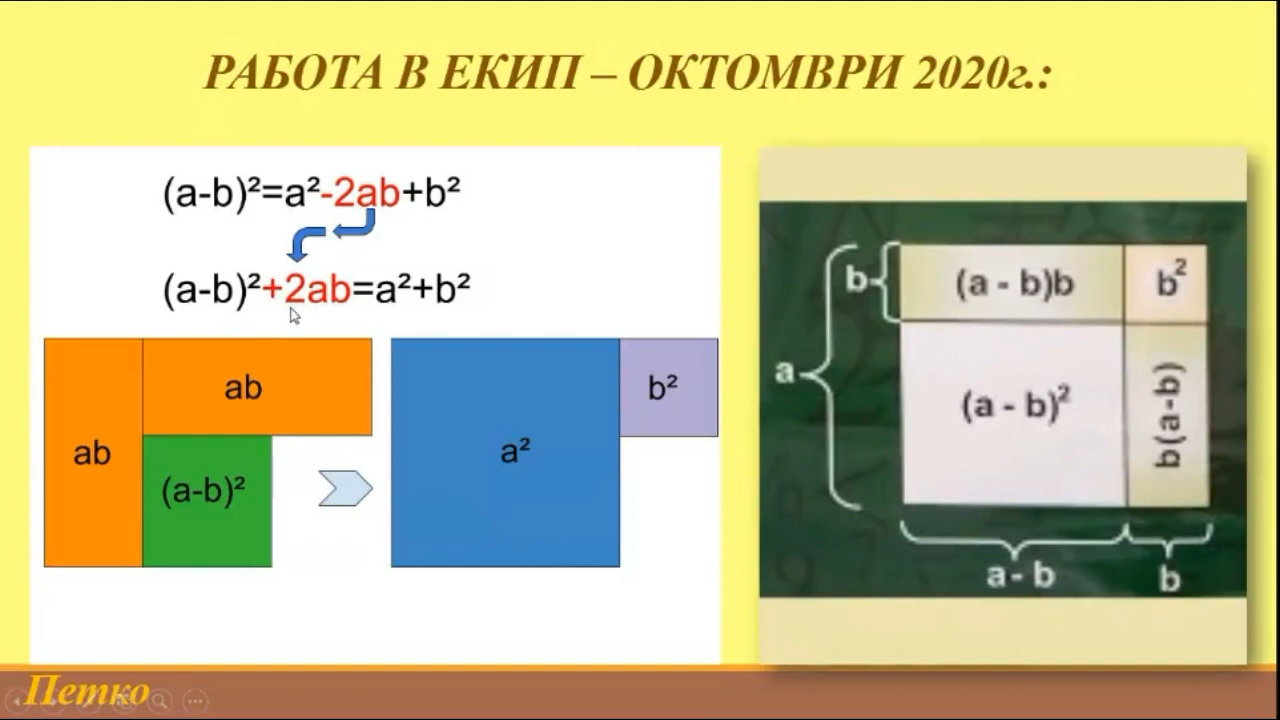 РАБОТА В ЕКИП – ОКТОМВРИ 2020г.:
(a-b)²=a²-2ab+b²
(a-b)²+2ab=a²+b²
ab
ab
(a-b)²
a²
b²
b
(a - b)b
b²
a
(a - b)²
b(a-b)
a - b
b
Петко